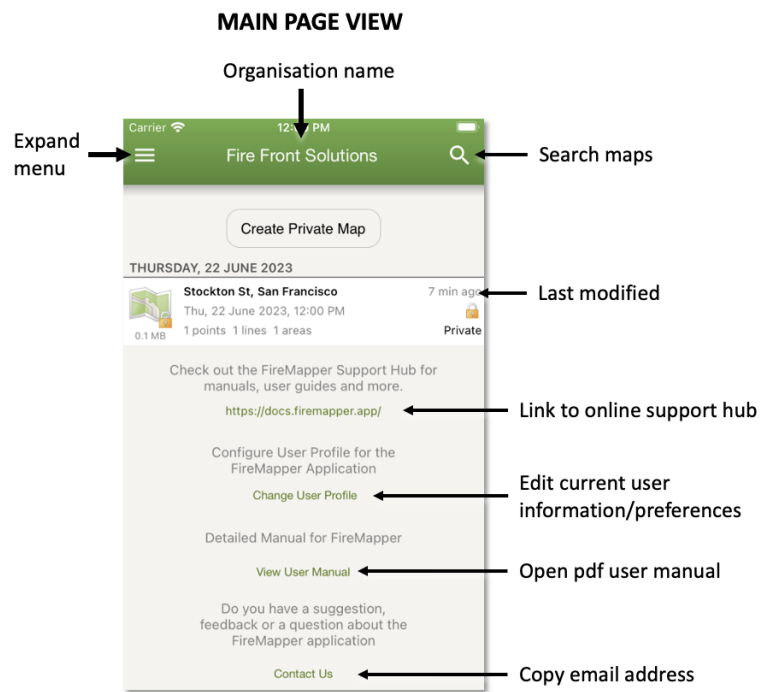 MAIN PAGE VIEW
Organisation name
Expand
menu
Carrier
PM
Fire Front Solutions
Search maps
Create Private Map
THURSDAY, 22 JUNE 2023
Stockton St, San Francisco
7 min ago
Last modified
Thu, 22 June 2023, 12:00 PM
0.1 MB
1 points 1 lines 1 areas
Private
Check out the FireMapper Support Hub for
manuals, user guides and more.
https://docs.firemapper.app/
Link to online support hub
Configure User Profile for the
FireMapper Application
Change User Profile
Edit current user
information/preferences
Detailed Manual for FireMapper
View User Manual
Open pdf user manual
Do you have a suggestion,
feedback or a question about the
FireMapper application
Contact Us
Copy email address